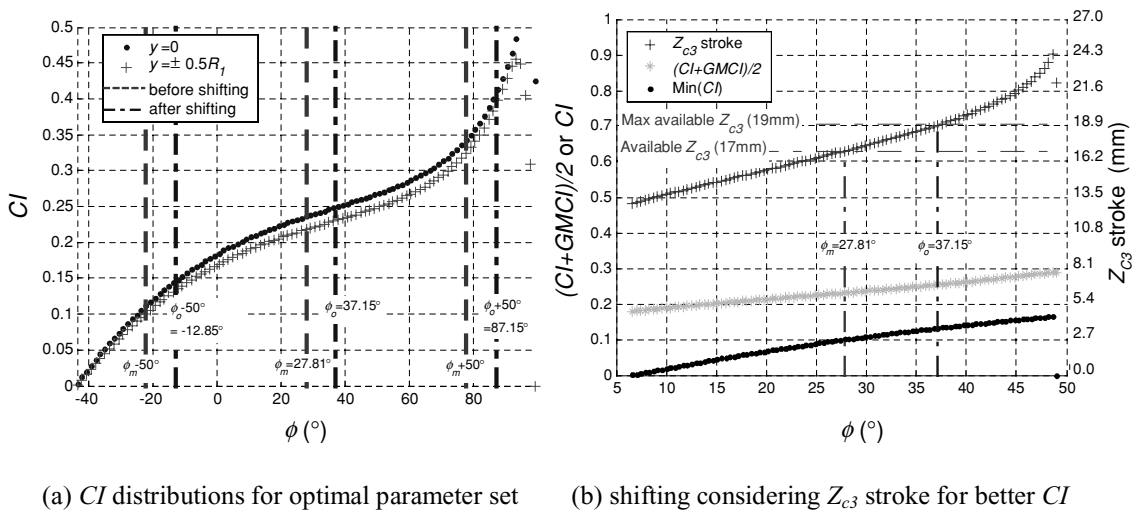 0.5
0.45
0.4
0.35
0.3
0.25
0.2
0.15
0.1
0.05
0
CI
y=0
y=± 0.5R1
before shifting
after shifting
ϕo-50°
= -12.85°
ϕo=37.15°
ϕo+50°
=87.15°
ϕm-50°
ϕm=27.81°
ϕm+50°
-40 -20 0 20 40 60 80
ϕ (°)
(a) CI distributions for optimal parameter set
1
0.9
0.8
0.7
0.6
0.5
0.4
0.3
0.2
0.1
0
(CI+GMCI)/2 or CI
Zc3 stroke
(CI+GMCI)/2
Min(CI)
Max available Zc3 (19mm)
Available Zc3 (17mm)
ϕm=27.81°
ϕo=37.15°
27.0
24.3
21.6
18.9
16.2
13.5
10.8
8.1
5.4
2.7
0.0
ZC3 stroke (mm)
5 10 15 20 25 30 35 40 45 50
ϕ (°)
(b) shifting considering Zc3 stroke for better CI